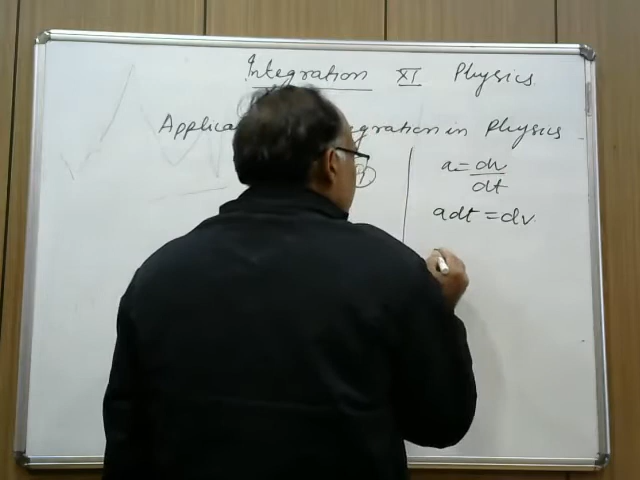 Integration XI Physics
Applica gration in Physics
a = dv
dt
adt = dv